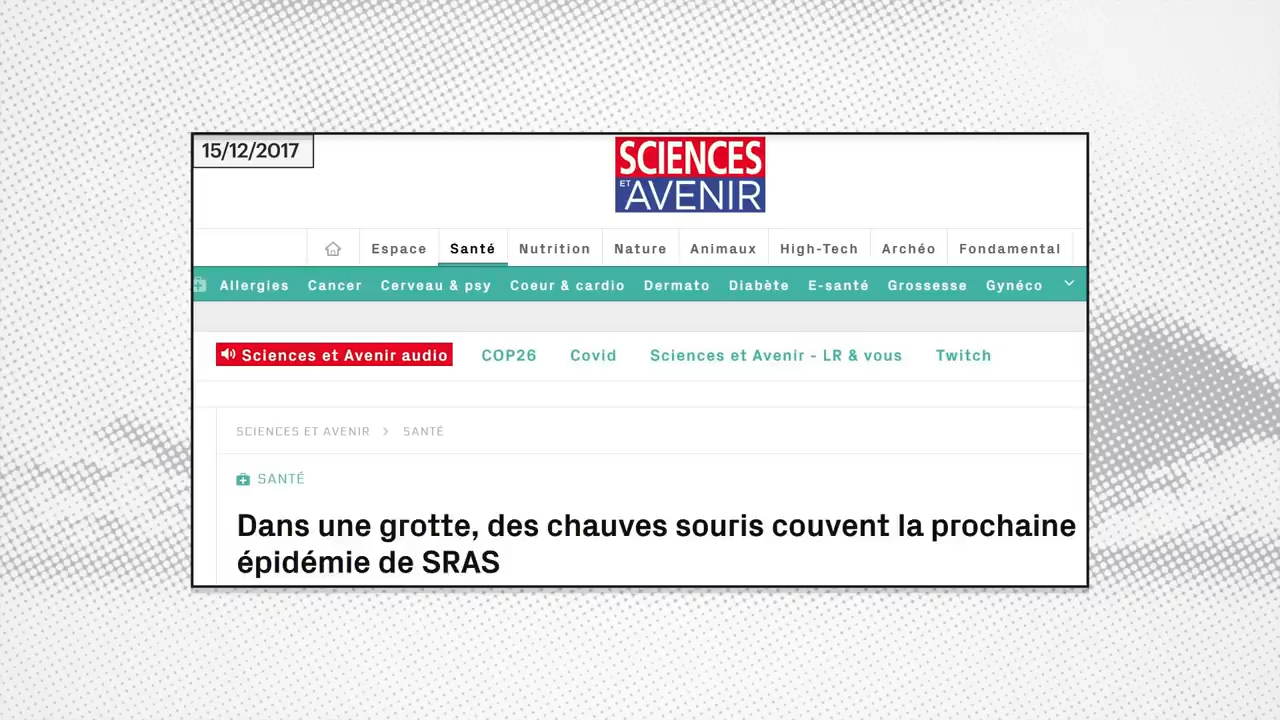 15/12/2017
SCIENCES
ET AVENIR
Espace Santé Nutrition Nature Animaux High-Tech Archéo Fondamental
Allergies Cancer Cerveau & psy Coeur & cardio Dermato Diabète E-santé Grossesse Gynéco
Sciences et Avenir audio COP26 Covid Sciences et Avenir - LR & vous Twitch
SCIENCES ET AVENIR > SANTÉ
SANTÉ
Dans une grotte, des chauves souris couvent la prochaine
épidémie de SRAS